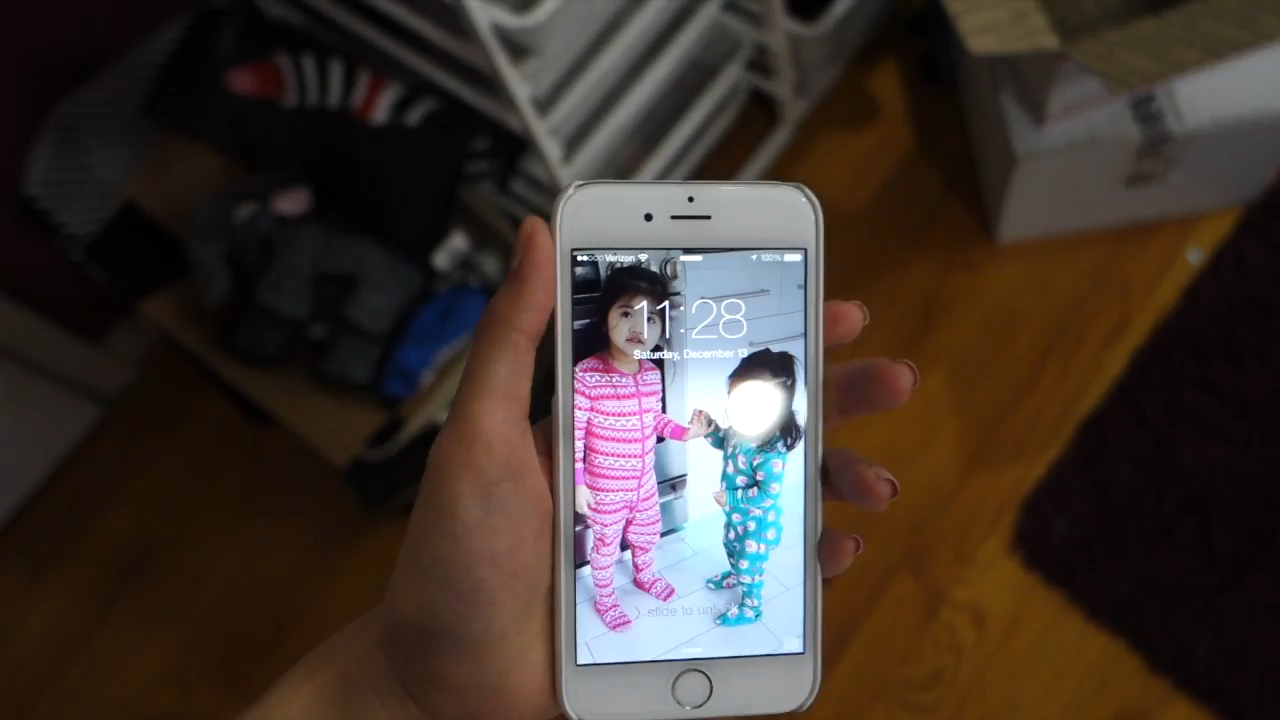 Verizon 100%
11:28
Saturday, December 13
slide to unlock